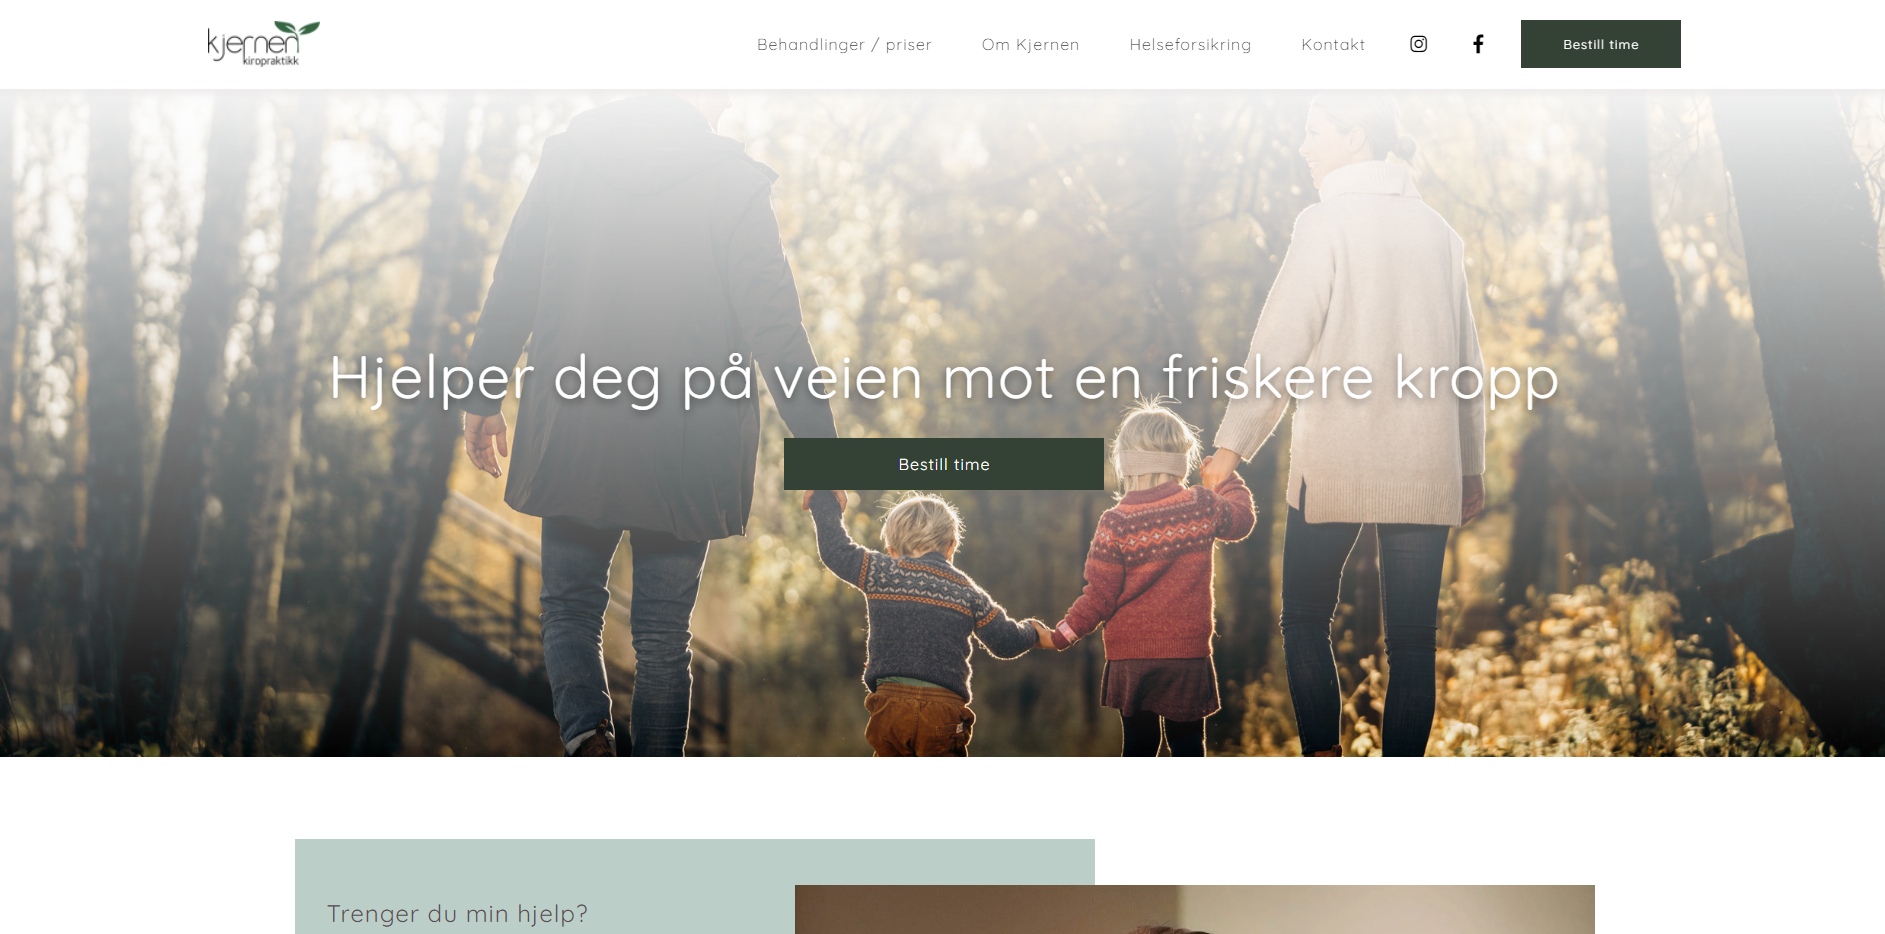 kjernen
kiropraktikk
Behandlinger / priser
Om Kjernen
Helseforsikring
Kontakt
Bestill time
Hjelper deg på veien mot en friskere kropp
Bestill time
Trenger du min hjelp?